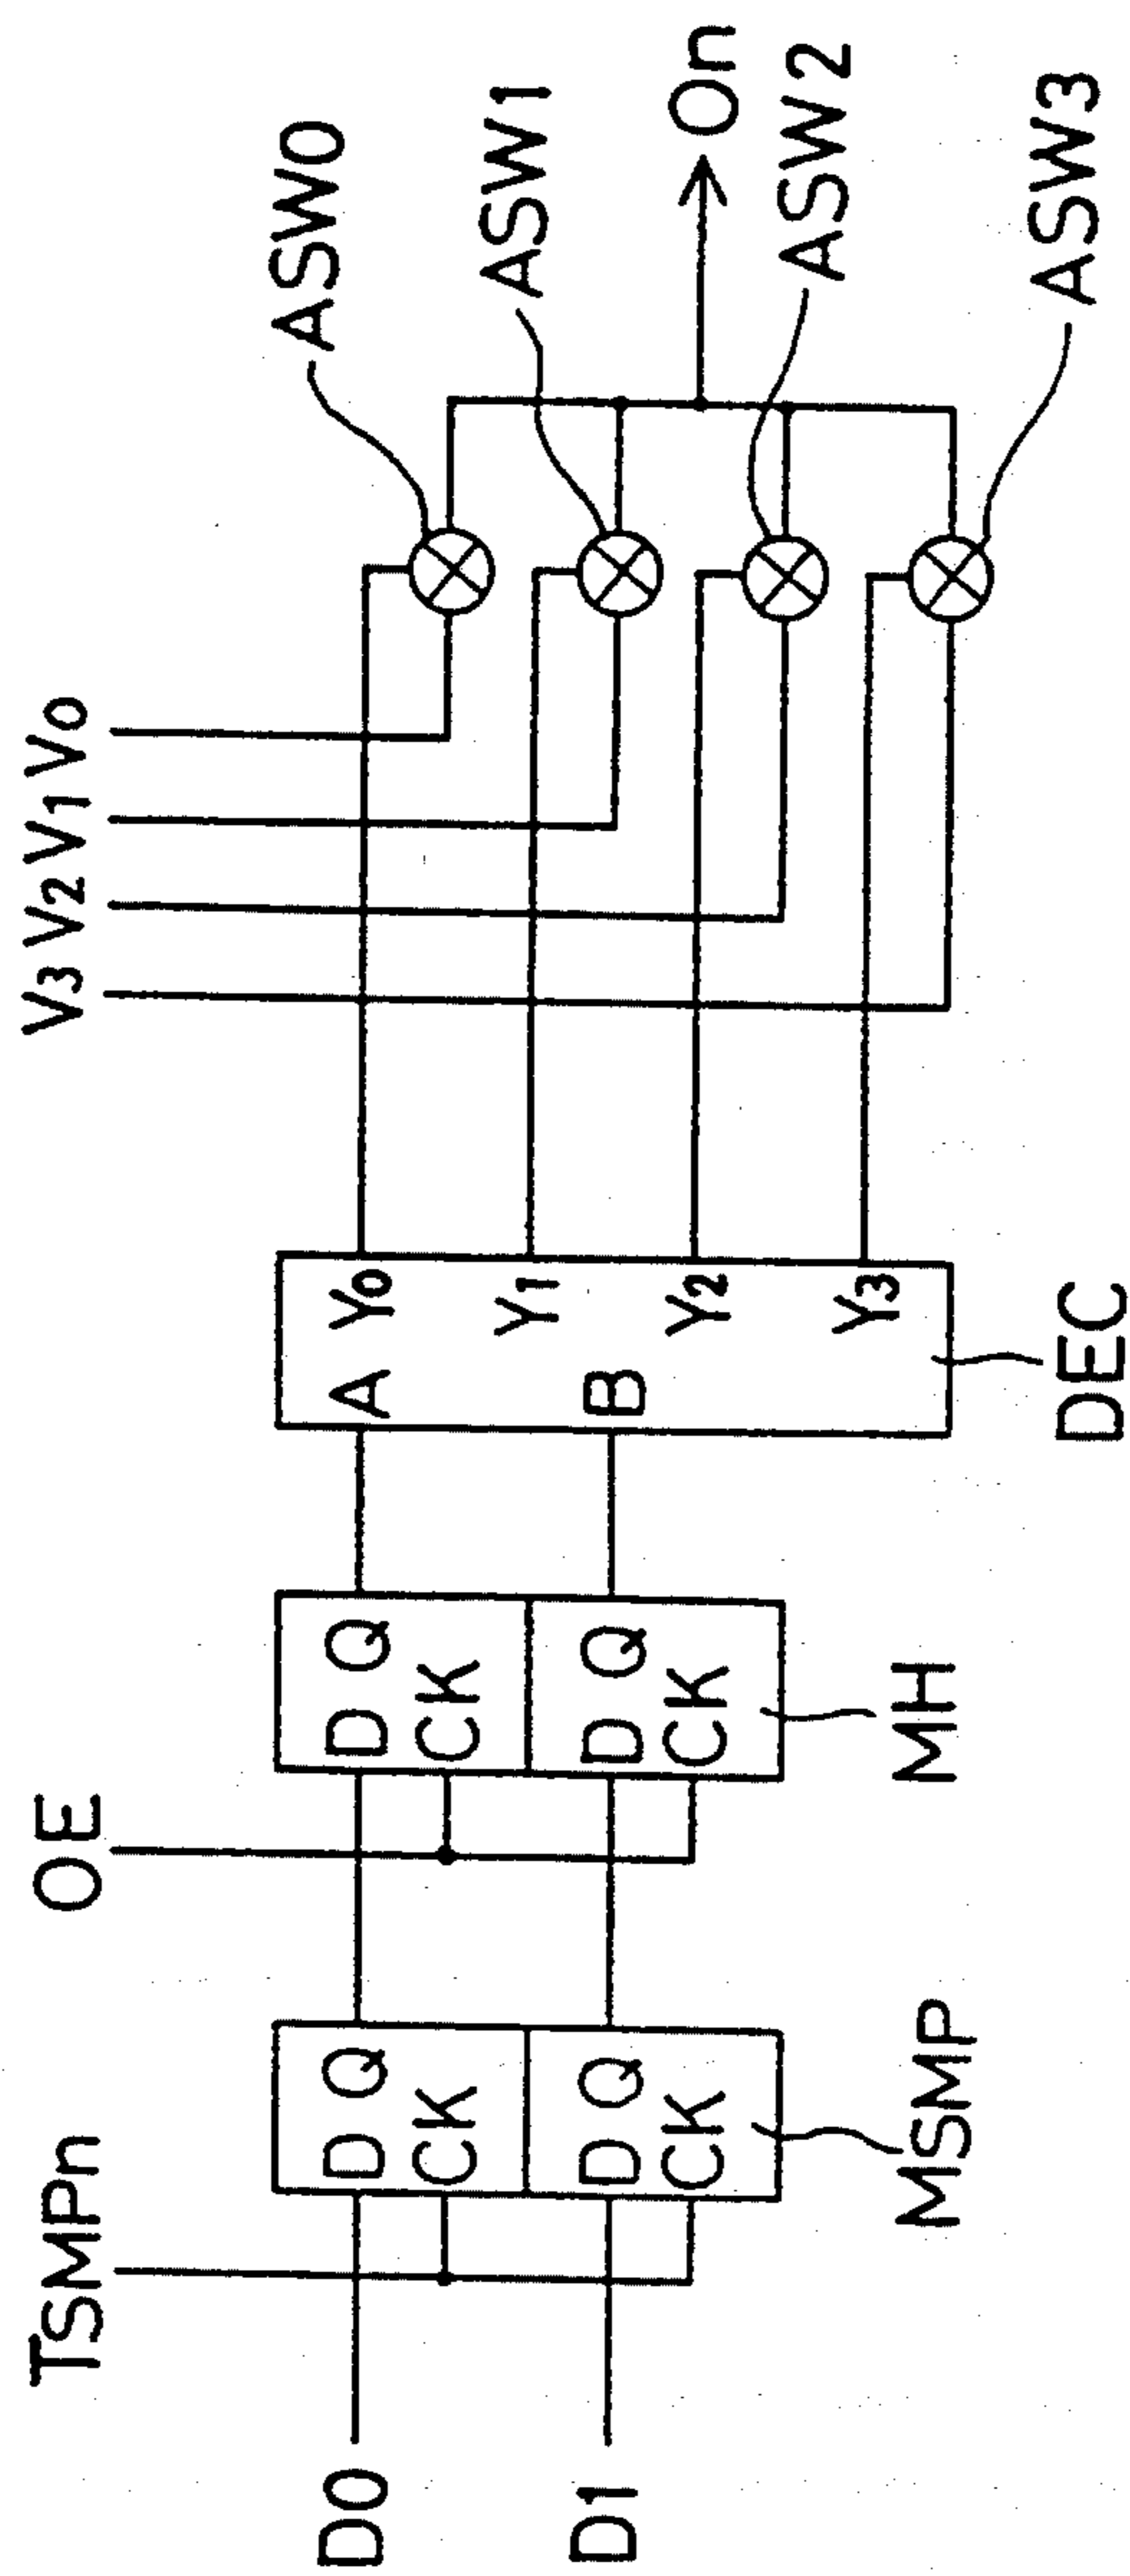 TSMPn
OE
V3 V2 V1 V0
D0
D1
D Q
CK
D Q
CK
MSMP
D Q
CK
D Q
CK
MH
A Y0
Y1
B
Y2
Y3
DEC
ASW0
ASW1
On
ASW2
ASW3